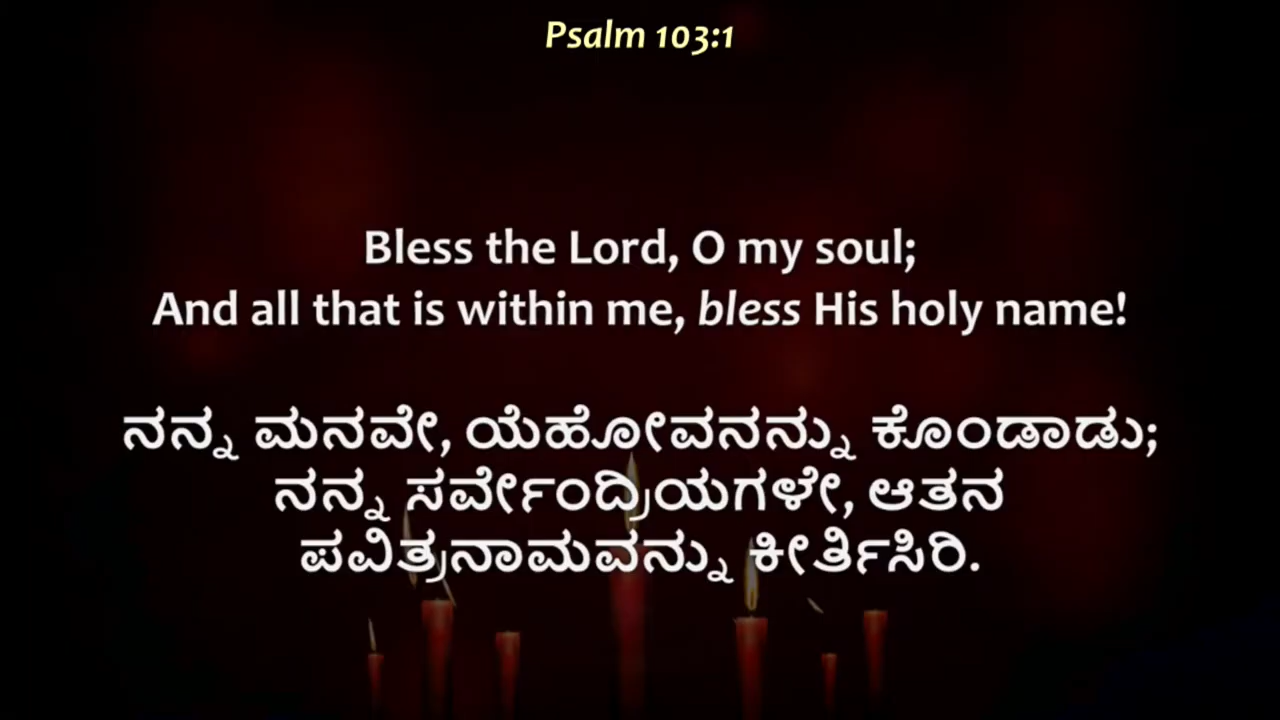 Psalm 103:1
Bless the Lord, O my soul;
And all that is within me, bless His holy name!
ನನ್ನ ಮನವೇ, ಯೆಹೋವನನ್ನು ಕೊಂಡಾಡು;
ನನ್ನ ಸರ್ವೇಂದ್ರಿಯಗಳೇ, ಆತನ
ಪವಿತ್ರನಾಮವನ್ನು ಕೀರ್ತಿಸಿರಿ.